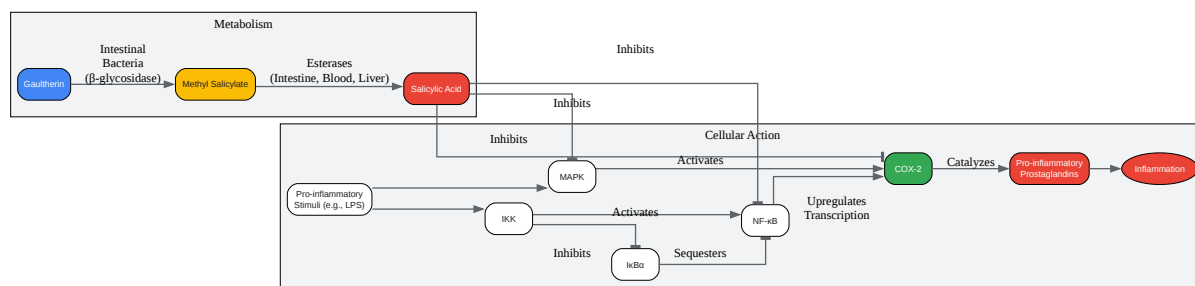 Metabolism
Intestinal
Bacteria
(β-glycosidase)
Esterases
(Intestine, Blood, Liver)
Gaultherin
Methyl Salicylate
Salicylic Acid
Inhibits
Inhibits
Inhibits
Cellular Action
Activates
MAPK
COX-2
Catalyzes
Pro-inflammatory
Prostaglandins
Inflammation
Pro-inflammatory
Stimuli (e.g., LPS)
IKK
Activates
NF-κB
Upregulates
Transcription
Inhibits
IκBα
Sequesters